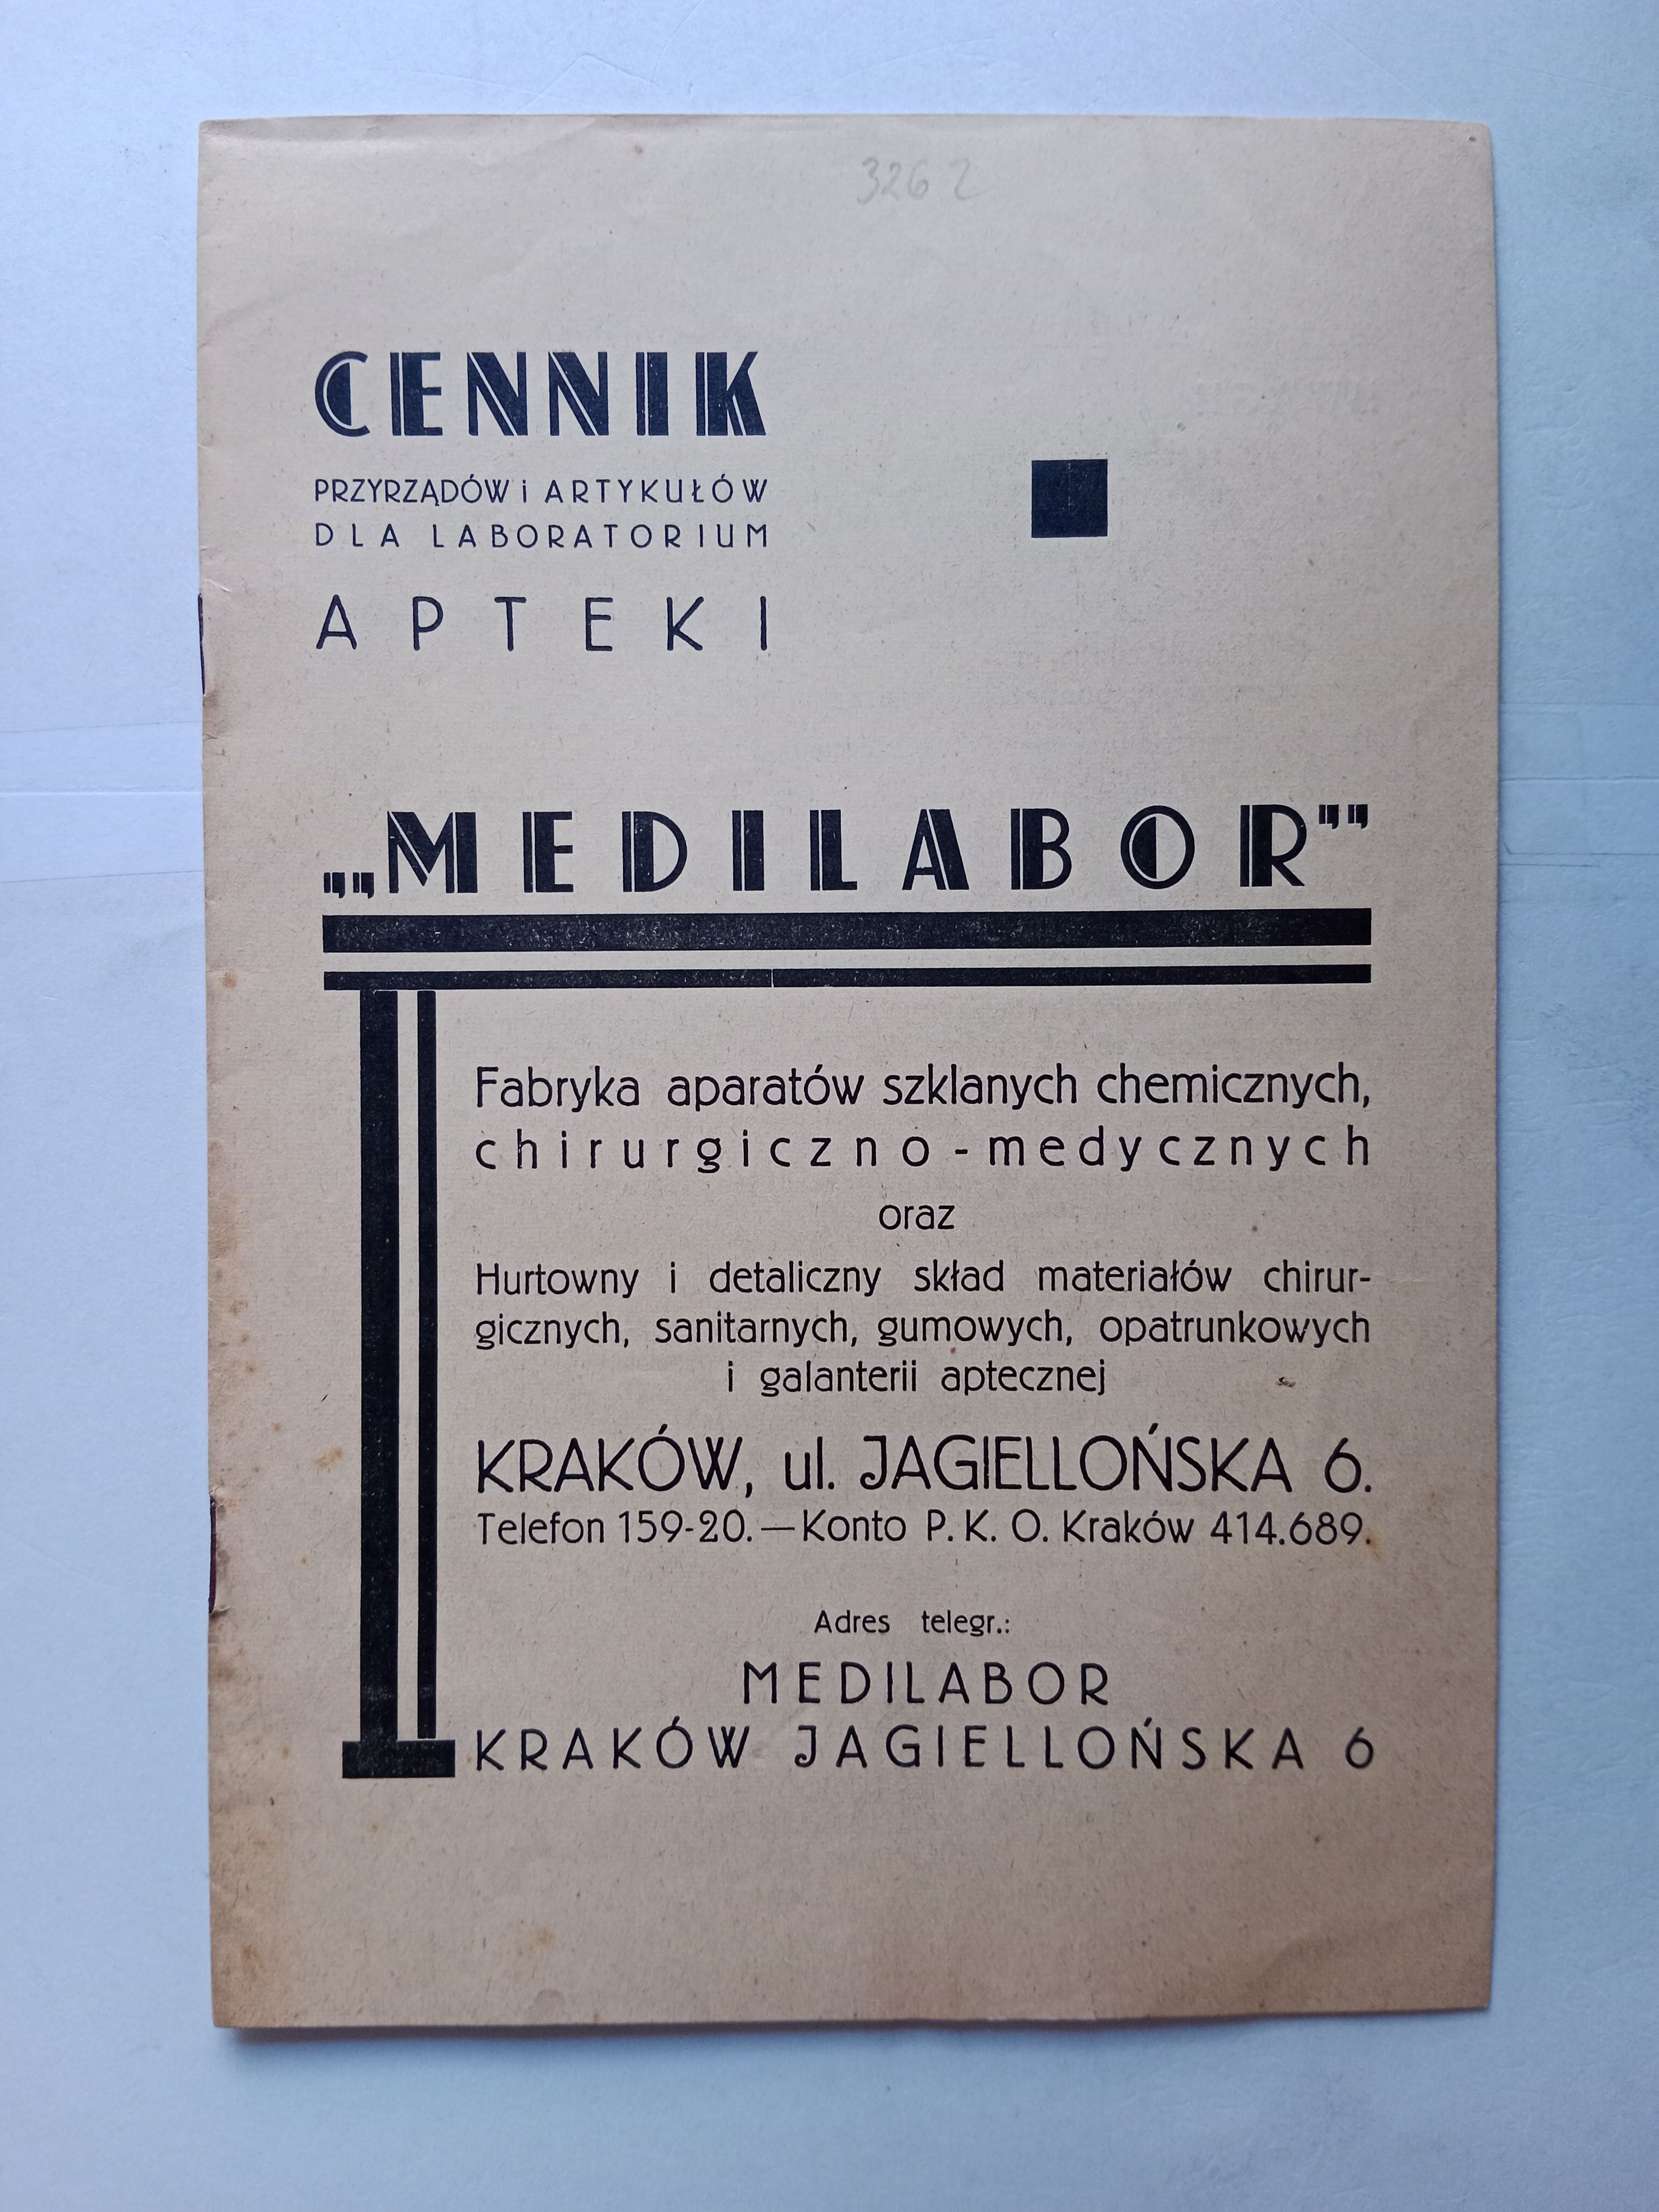 3262
CENNIK
PRZYRZĄDÓW i ARTYKUŁÓW
DLA LABORATORIUM
APTEKI
„MEDILABOR”
Fabryka aparatów szklanych chemicznych,
chirurgiczno-medycznych
oraz
Hurtowny i detaliczny skład materiałów chirur-
gicznych, sanitarnych, gumowych, opatrunkowych
i galanterii aptecznej
KRAKÓW, ul. JAGIELLOŃSKA 6.
Telefon 159-20.—Konto P. K. O. Kraków 414.689.
Adres telegr.:
MEDILABOR
KRAKÓW JAGIELLOŃSKA 6